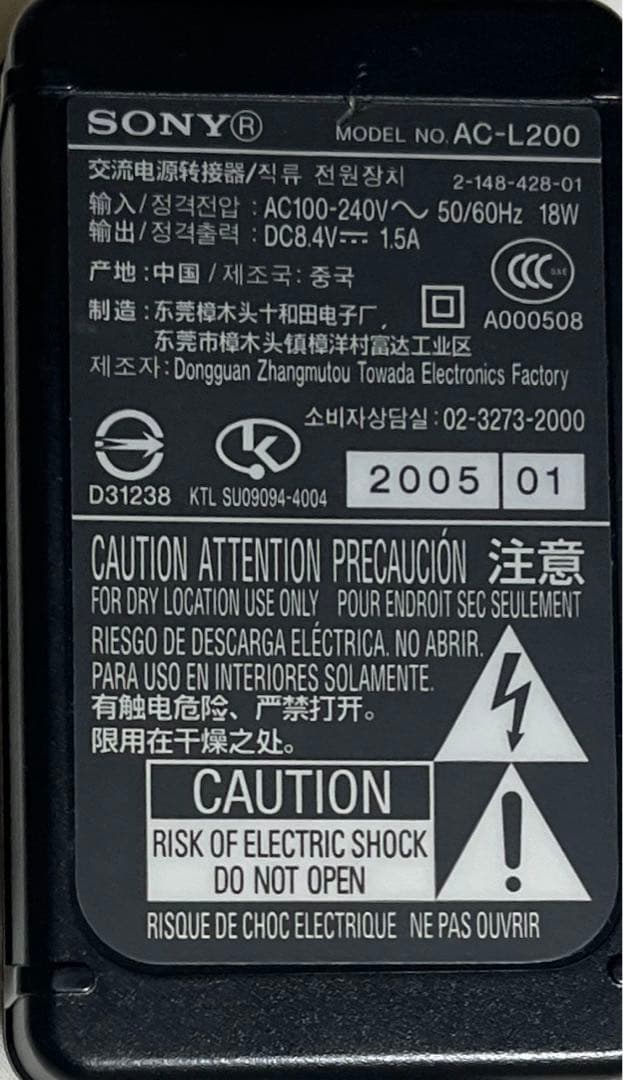 SONY® MODEL NO. AC-L200
交流电源转接器/직류 전원장치 2-148-428-01
输入/정격전압 : AC100-240V～ 50/60Hz 18W
输出/정격출력 : DC8.4V⎓ 1.5A
产地:中国/제조국:중국
制造:东莞樟木头十和田电子厂,
A000508
东莞市樟木头镇樟洋村富达工业区
제조자:Dongguan Zhangmutou Towada Electronics Factory
소비자상담실:02-3273-2000
D31238 KTL SU09094-4004 2005 01
CAUTION ATTENTION PRECAUCIÓN 注意
FOR DRY LOCATION USE ONLY POUR ENDROIT SEC SEULEMENT
RIESGO DE DESCARGA ELÉCTRICA. NO ABRIR.
PARA USO EN INTERIORES SOLAMENTE.
有触电危险、严禁打开。
限用在干燥之处。
CAUTION
RISK OF ELECTRIC SHOCK
DO NOT OPEN
RISQUE DE CHOC ELECTRIQUE NE PAS OUVRIR